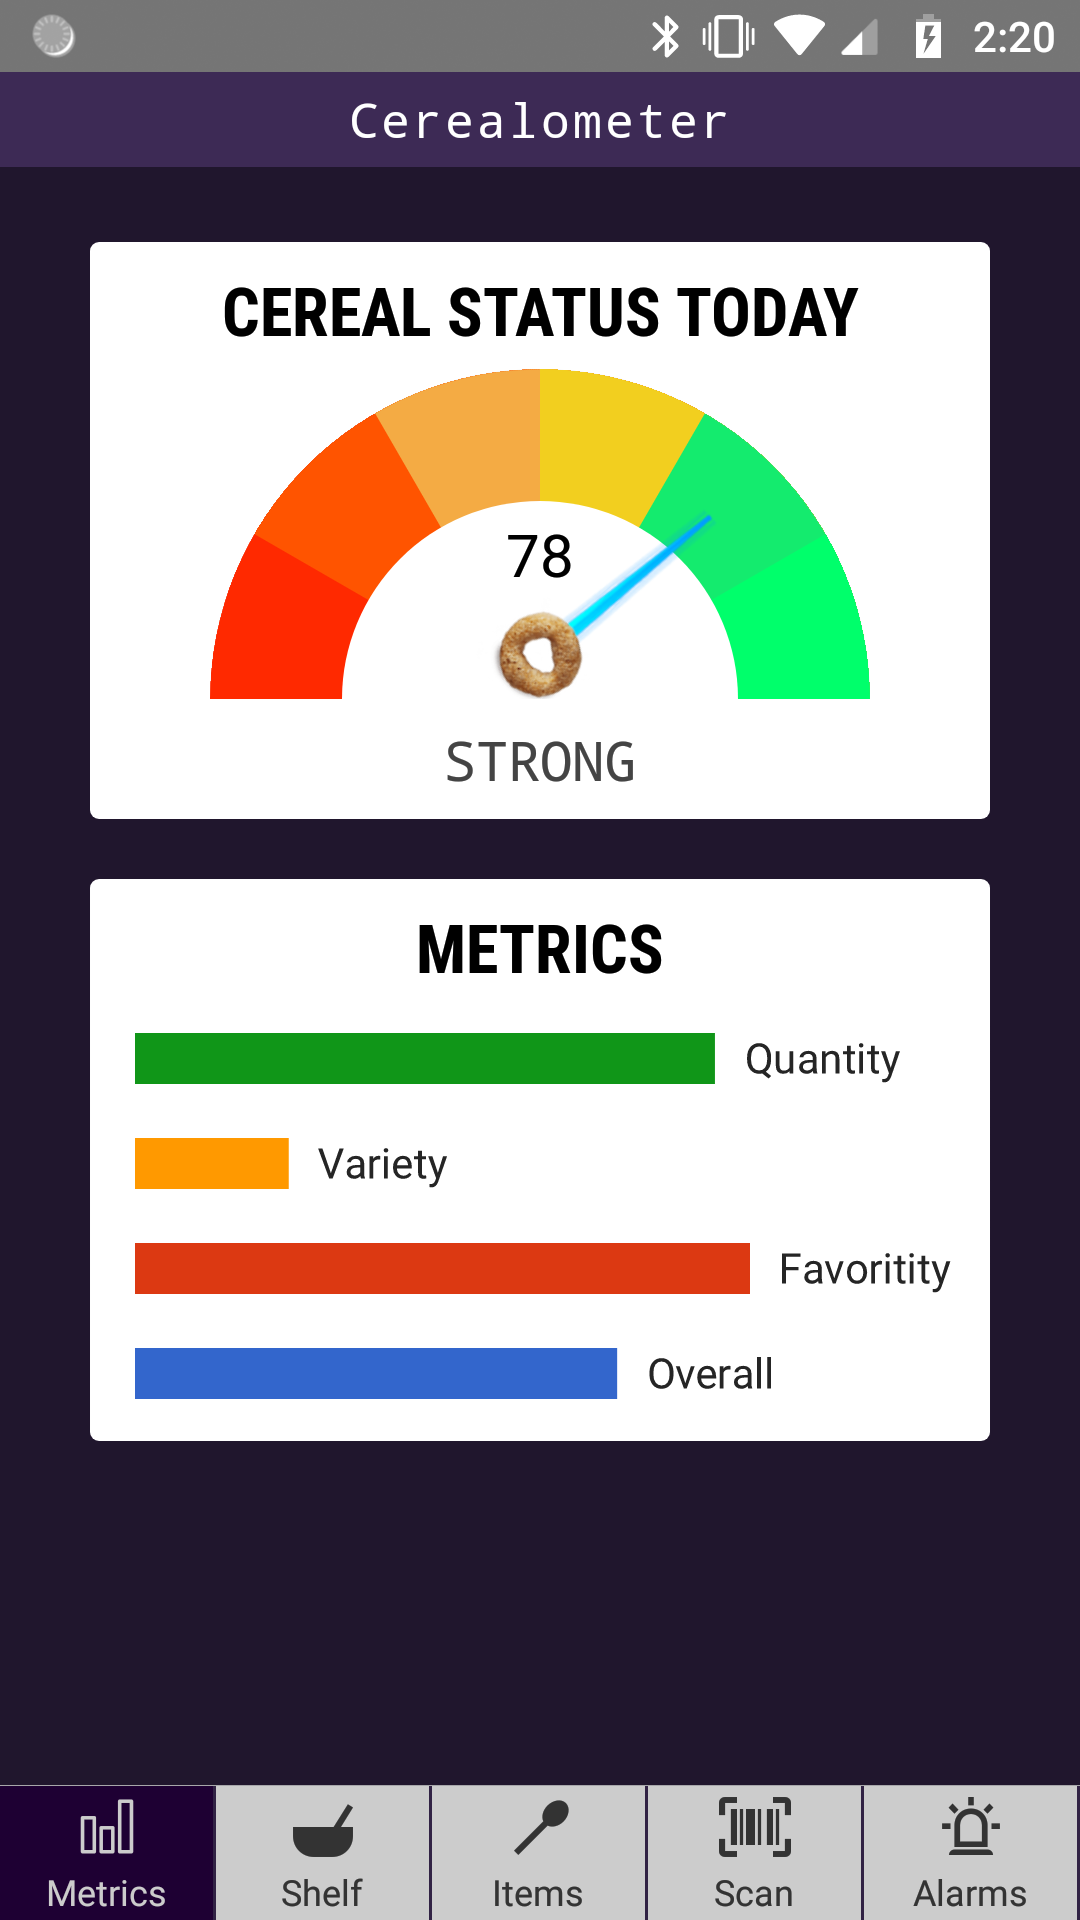 2:20
Cerealometer
CEREAL STATUS TODAY
78
STRONG
METRICS
Quantity
Variety
Favoritity
Overall
Metrics
Shelf
Items
Scan
Alarms